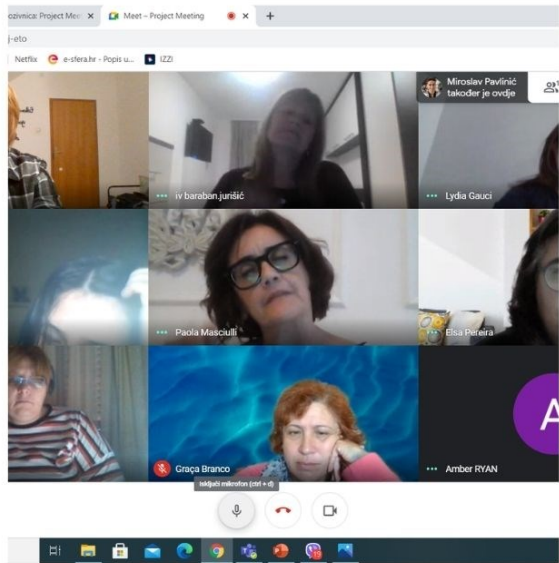 ozivnica: Project Mee
Meet – Project Meeting
j-eto
Netflix
e-sfera.hr - Popis u...
IZZI
Miroslav Pavlinić
također je ovdje
iv baraban.jurišić
Lydia Gauci
Paola Masciulli
Elsa Pereira
Graça Branco
A
Amber RYAN
Isključi mikrofon (ctrl + d)